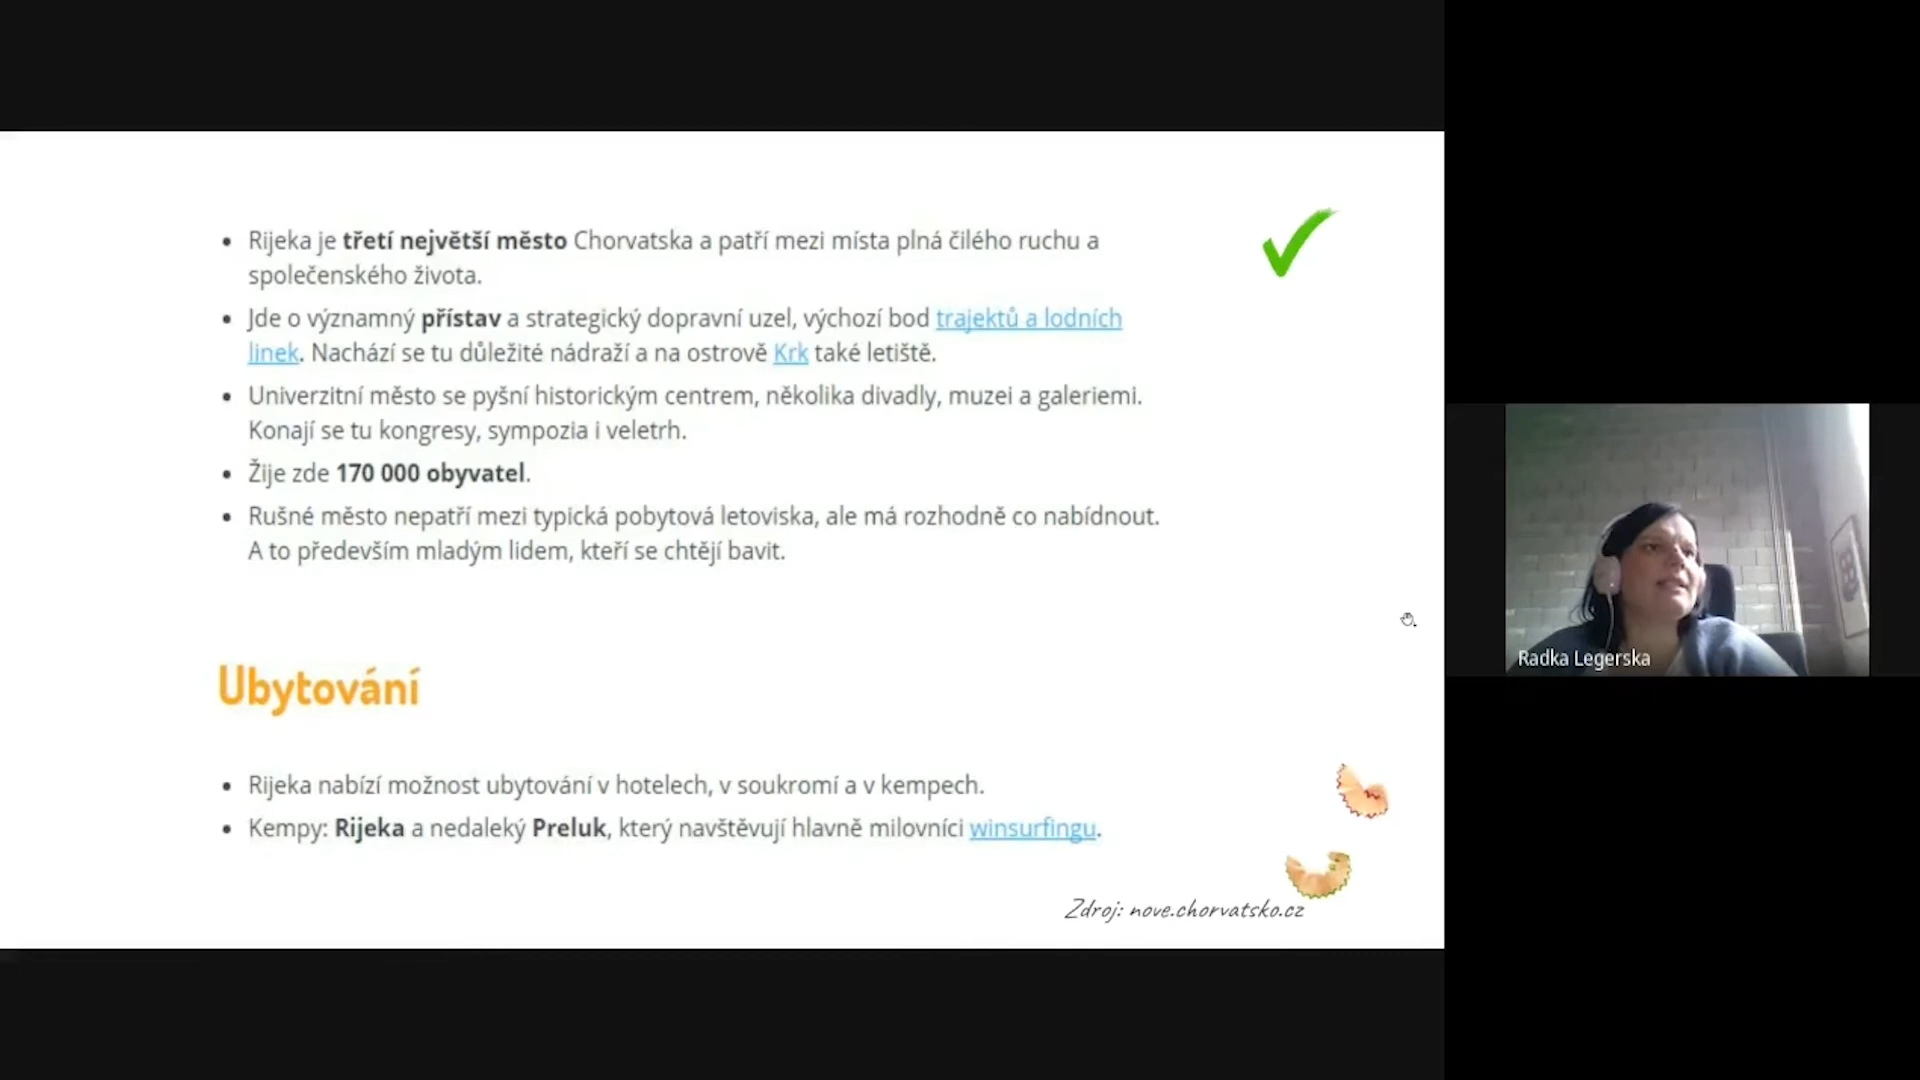 Rijeka je třetí největší město Chorvatska a patří mezi místa plná čilého ruchu a
společenského života.
Jde o významný přístav a strategický dopravní uzel, výchozí bod trajektů a lodních
linek. Nachází se tu důležité nádraží a na ostrově Krk také letiště.
Univerzitní město se pyšní historickým centrem, několika divadly, muzei a galeriemi.
Konají se tu kongresy, sympozia i veletrh.
Žije zde 170 000 obyvatel.
Rušné město nepatří mezi typická pobytová letoviska, ale má rozhodně co nabídnout.
A to především mladým lidem, kteří se chtějí bavit.
Ubytování
Rijeka nabízí možnost ubytování v hotelech, v soukromí a v kempech.
Kempy: Rijeka a nedaleký Preluk, který navštěvují hlavně milovníci winsurfingu.
Zdroj: nove.chorvatsko.cz
Radka Legerska